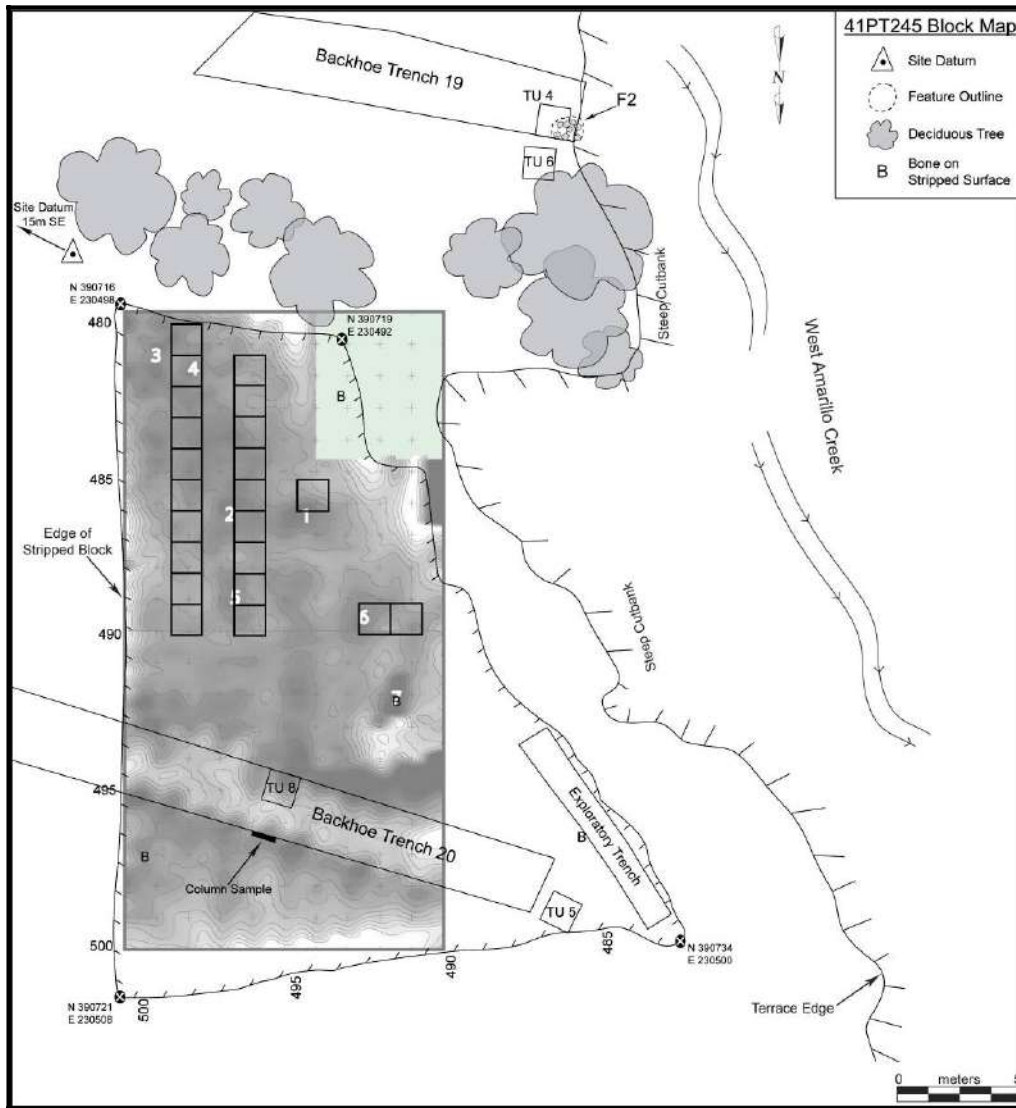 41PT245 Block Map
Site Datum
Feature Outline
Deciduous Tree
B
Bone on
Stripped Surface
N
Backhoe Trench 19
TU 4
F2
TU 6
Site Datum
15m SE
N 390716
E 230498
N 390719
E 230492
Steep Cutbank
West Amarillo Creek
480
3
4
B
485
2
1
Edge of
Stripped Block
5
6
490
Steep Cutbank
7
B
495
TU 8
Backhoe Trench 20
Exploratory Trench
B
B
Column Sample
TU 5
500
N 390734
E 230500
485
490
495
500
N 390721
E 230508
Terrace Edge
0 meters 5